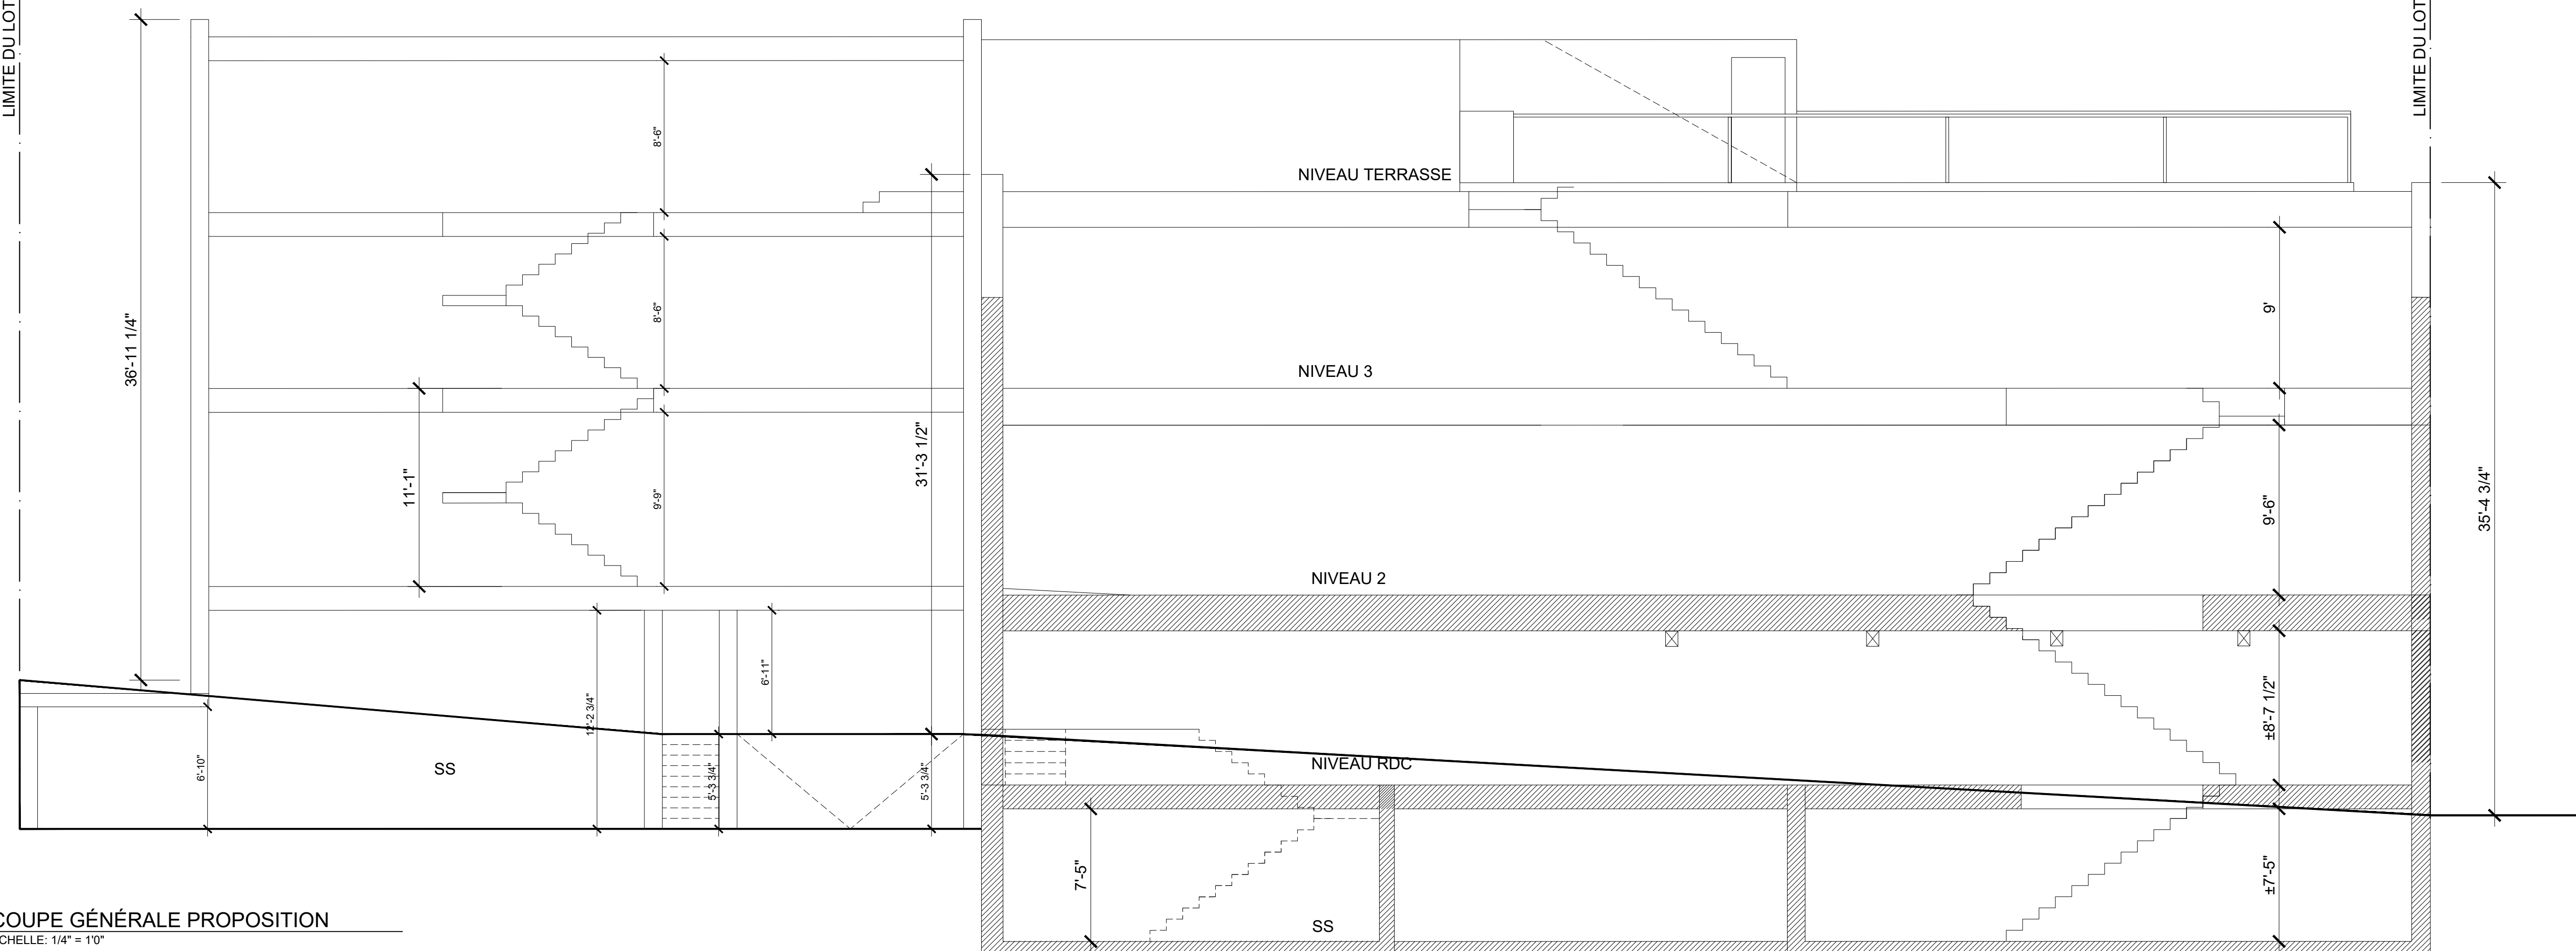 LIMITE DU LOT
LIMITE DU LOT
36'-11 1/4"
8'-6"
NIVEAU TERRASSE
8'-6"
9'
NIVEAU 3
11'-1"
31'-3 1/2"
9'-9"
9'-6"
35'-4 3/4"
NIVEAU 2
6'-11"
12'-2 3/4"
±8'-7 1/2"
6'-10"
SS
5'-3 3/4"
5'-3 3/4"
NIVEAU RDC
7'-5"
±7'-5"
SS
COUPE GÉNÉRALE PROPOSITION
CHELLE: 1/4" = 1'0"